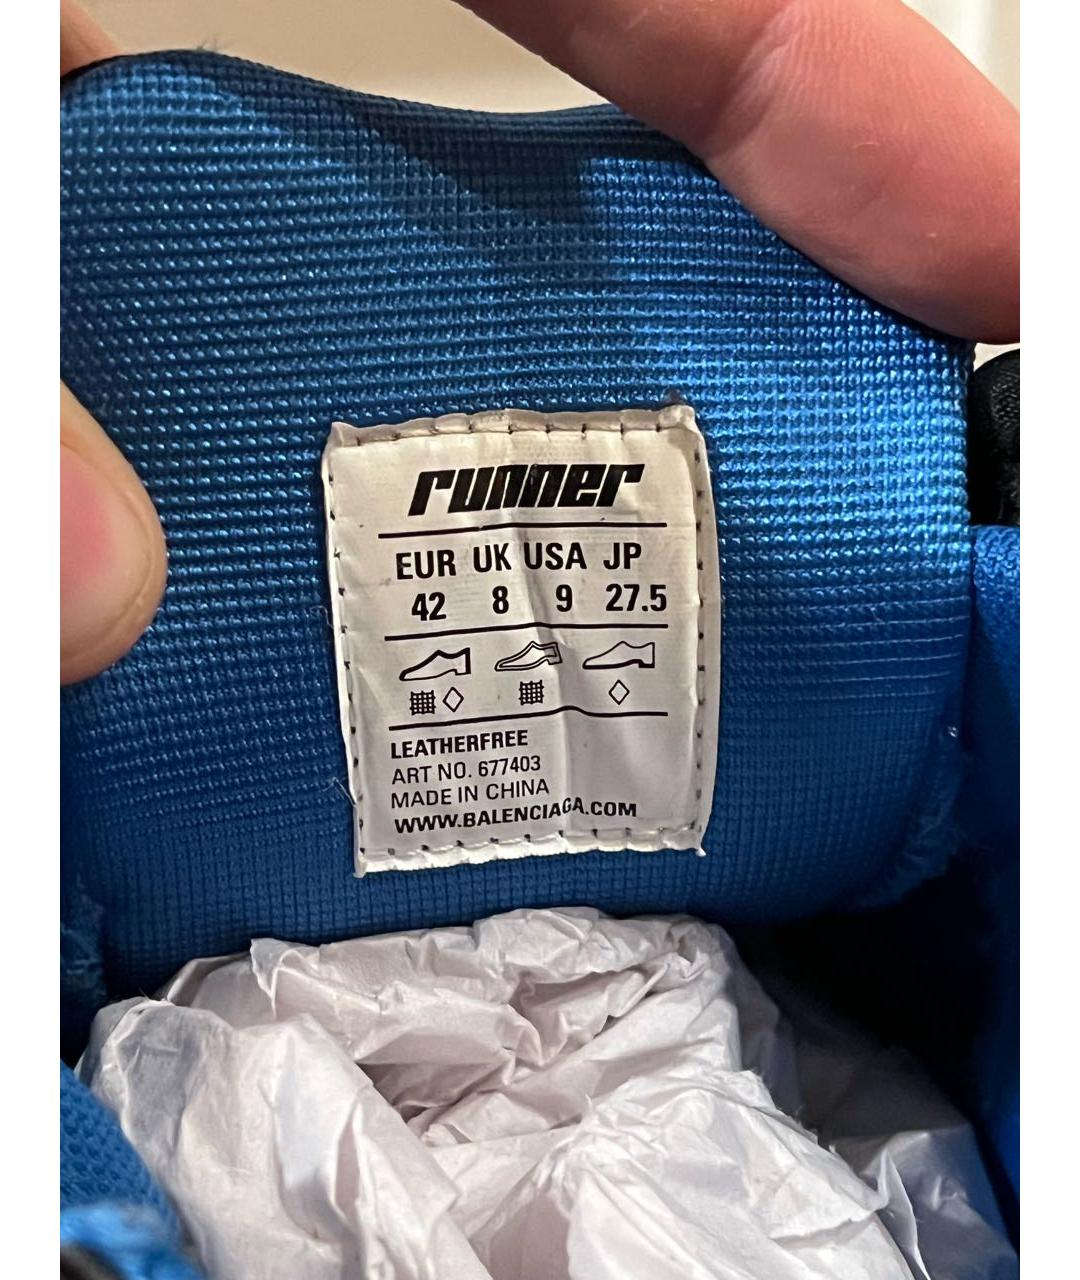 runner
EUR UK USA JP
42 8 9 27.5
LEATHERFREE
ART NO. 677403
MADE IN CHINA
WWW.BALENCIAGA.COM